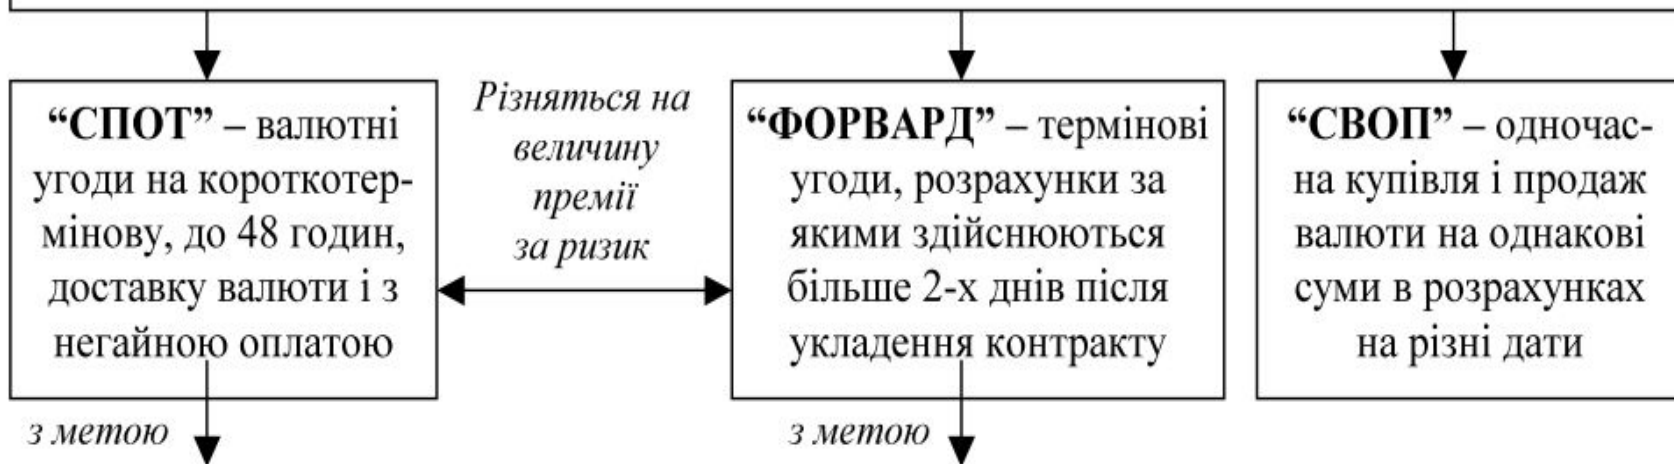 “СПОТ” – валютні
угоди на короткотер-
мінову, до 48 годин,
доставку валюти і з
негайною оплатою
Різняться на
величину
премії
за ризик
“ФОРВАРД” – термінові
угоди, розрахунки за
якими здійснюються
більше 2-х днів після
укладення контракту
“СВОП” – одночас-
на купівля і продаж
валюти на однакові
суми в розрахунках
на різні дати
з метою
з метою